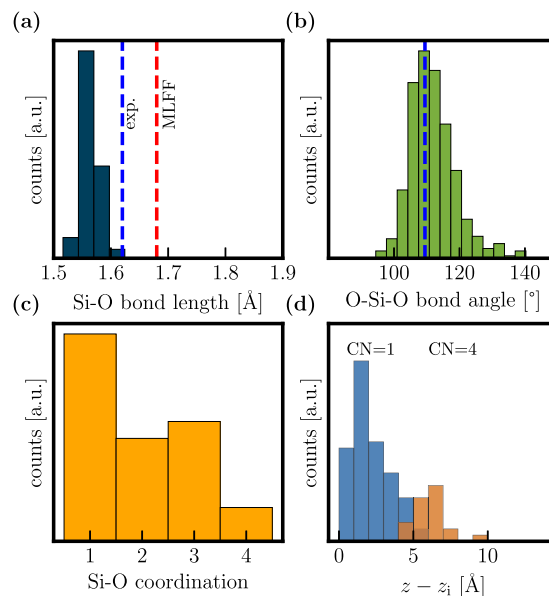 (a)
(b)
counts [a.u.]
exp.
MLFF
counts [a.u.]
1.5 1.6 1.7 1.8 1.9
100 120 140
Si-O bond length [Å]
O-Si-O bond angle [°]
(c)
(d)
counts [a.u.]
counts [a.u.]
CN=1 CN=4
1 2 3 4
0 5 10
Si-O coordination
z − zᵢ [Å]